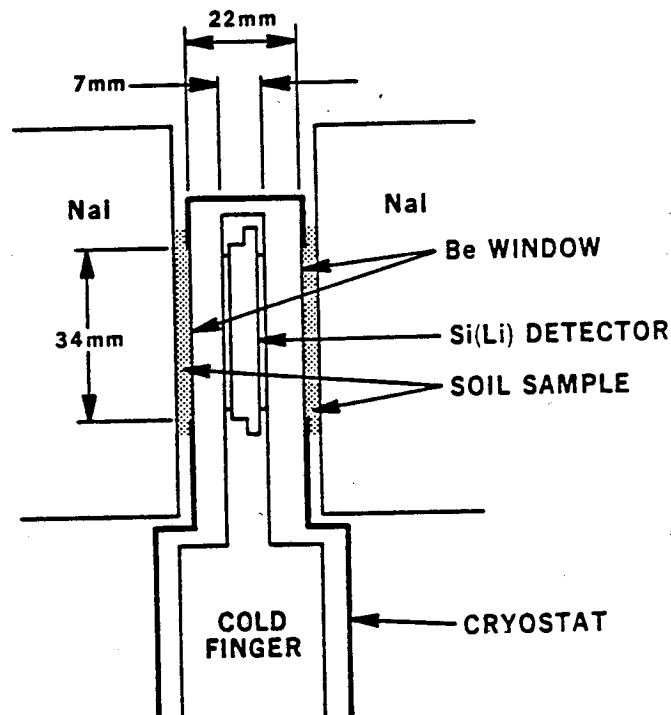 22mm
7mm
NaI
NaI
Be WINDOW
34mm
Si(Li) DETECTOR
SOIL SAMPLE
COLD
FINGER
CRYOSTAT